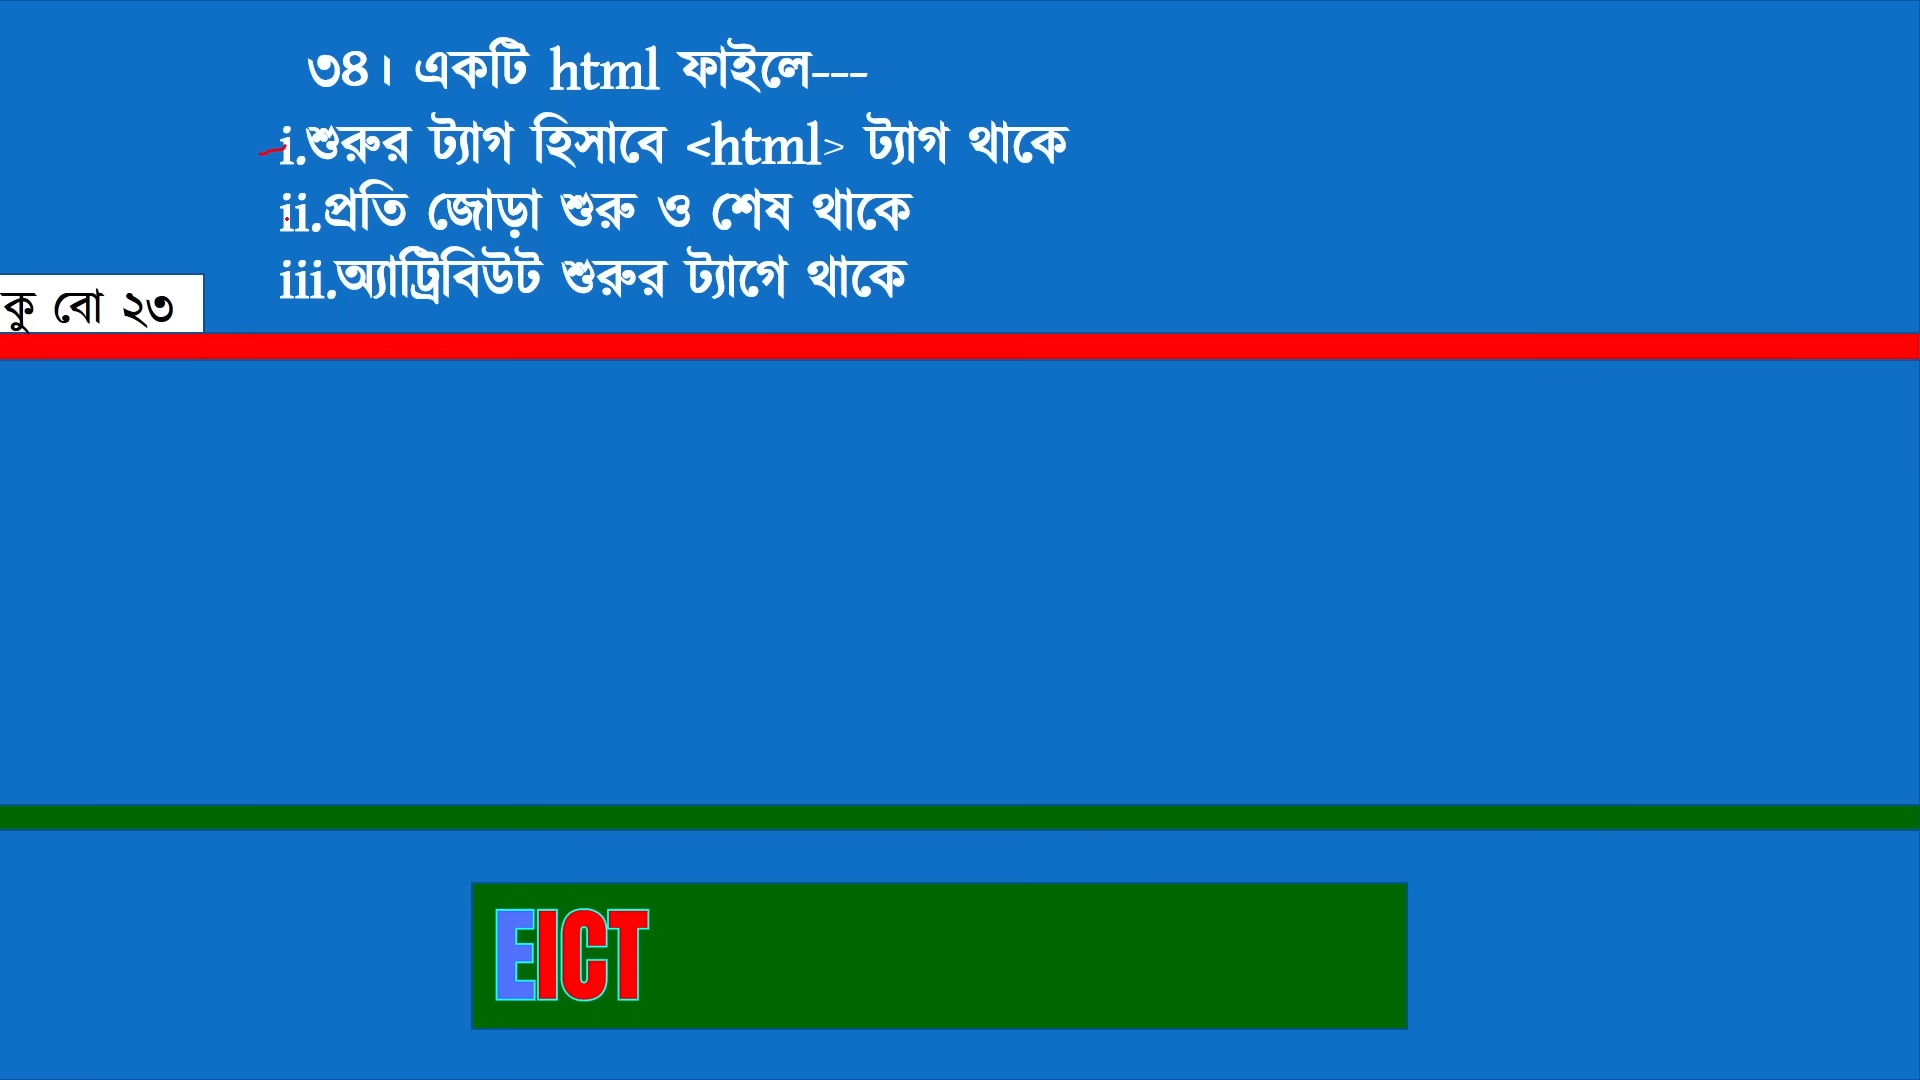 ৩৪। একটি html ফাইলে---
i.শুরুর ট্যাগ হিসাবে <html> ট্যাগ থাকে
ii.প্রতি জোড়া শুরু ও শেষ থাকে
iii.অ্যাট্রিবিউট শুরুর ট্যাগে থাকে
কু বো ২৩
EICT